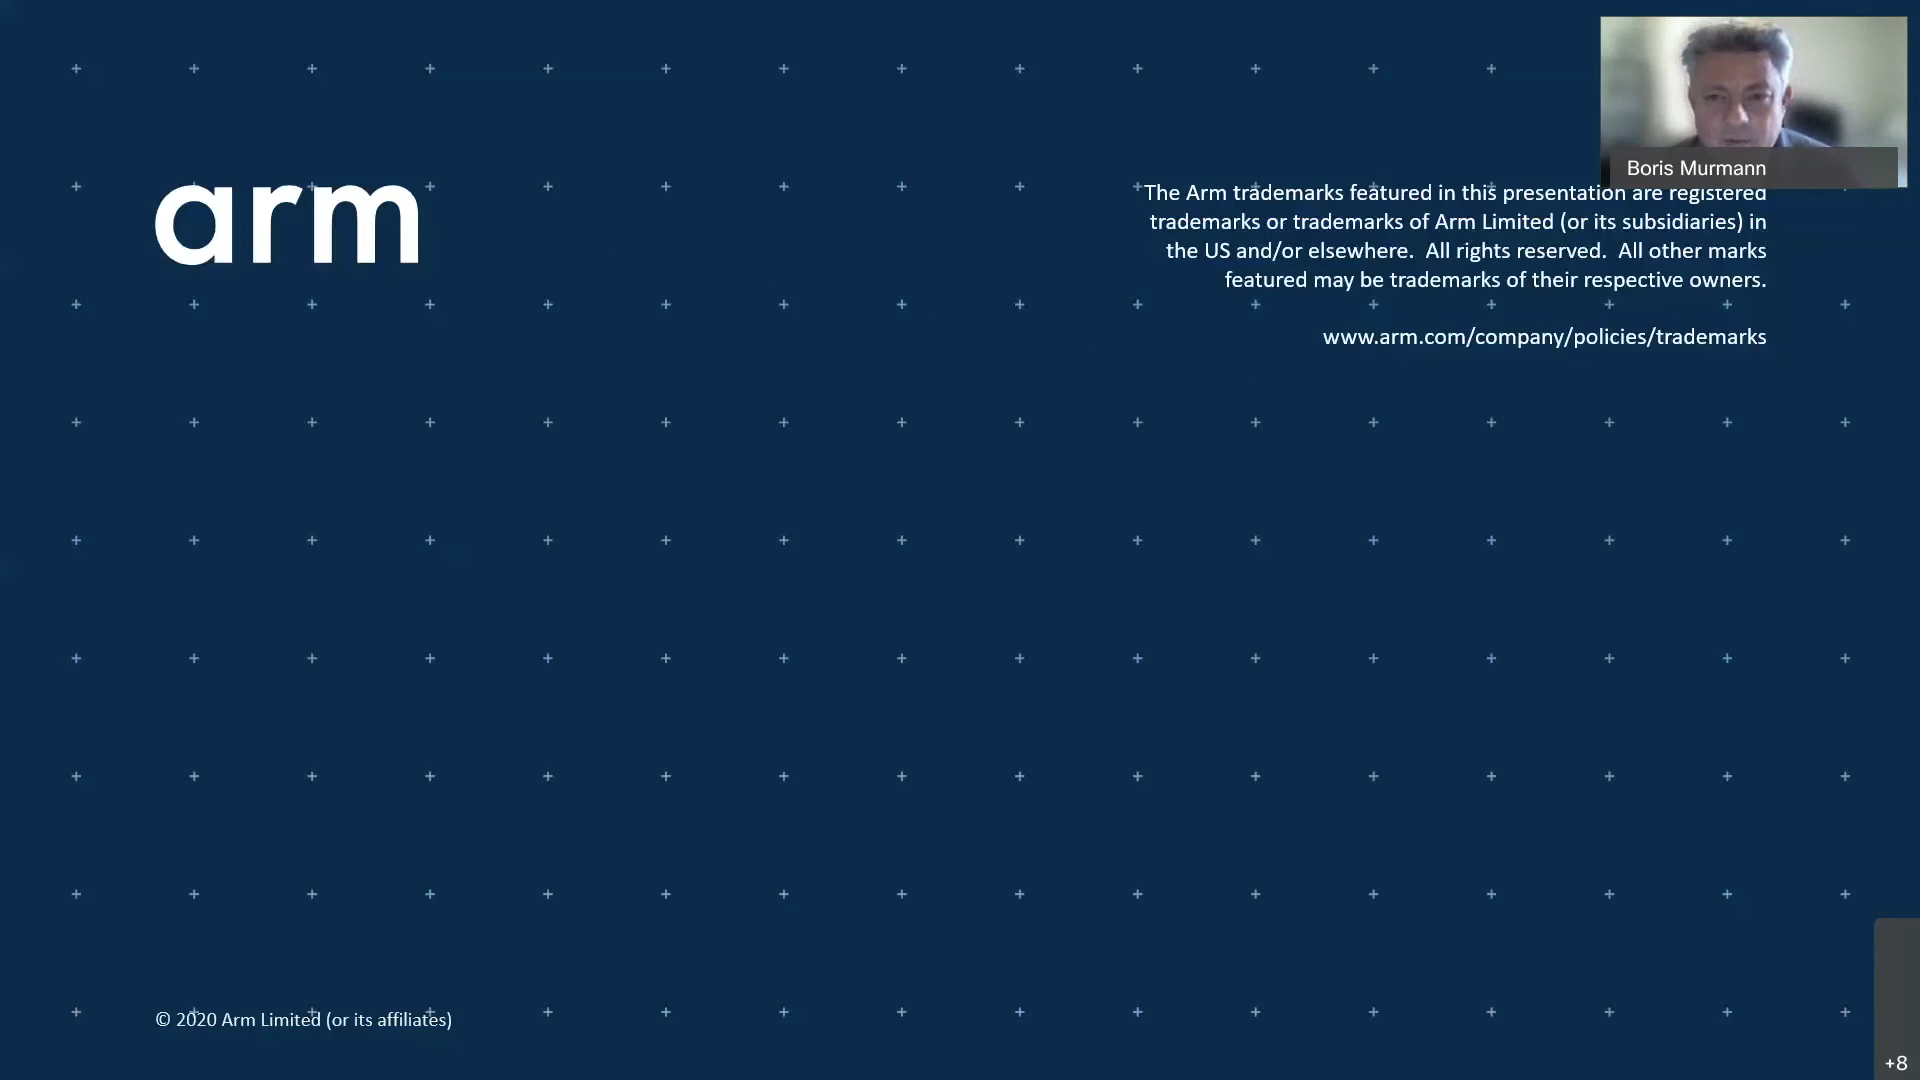 Boris Murmann
arm
The Arm trademarks featured in this presentation are registered
trademarks or trademarks of Arm Limited (or its subsidiaries) in
the US and/or elsewhere.  All rights reserved.  All other marks
featured may be trademarks of their respective owners.
www.arm.com/company/policies/trademarks
© 2020 Arm Limited (or its affiliates)
+8